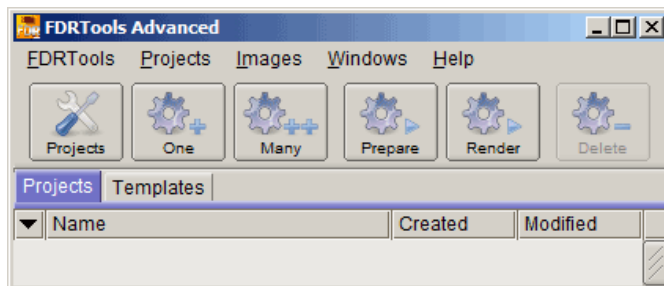 FDRTools Advanced
FDRTools Projects Images Windows Help
Projects One Many Prepare Render Delete
Projects Templates
Name Created Modified